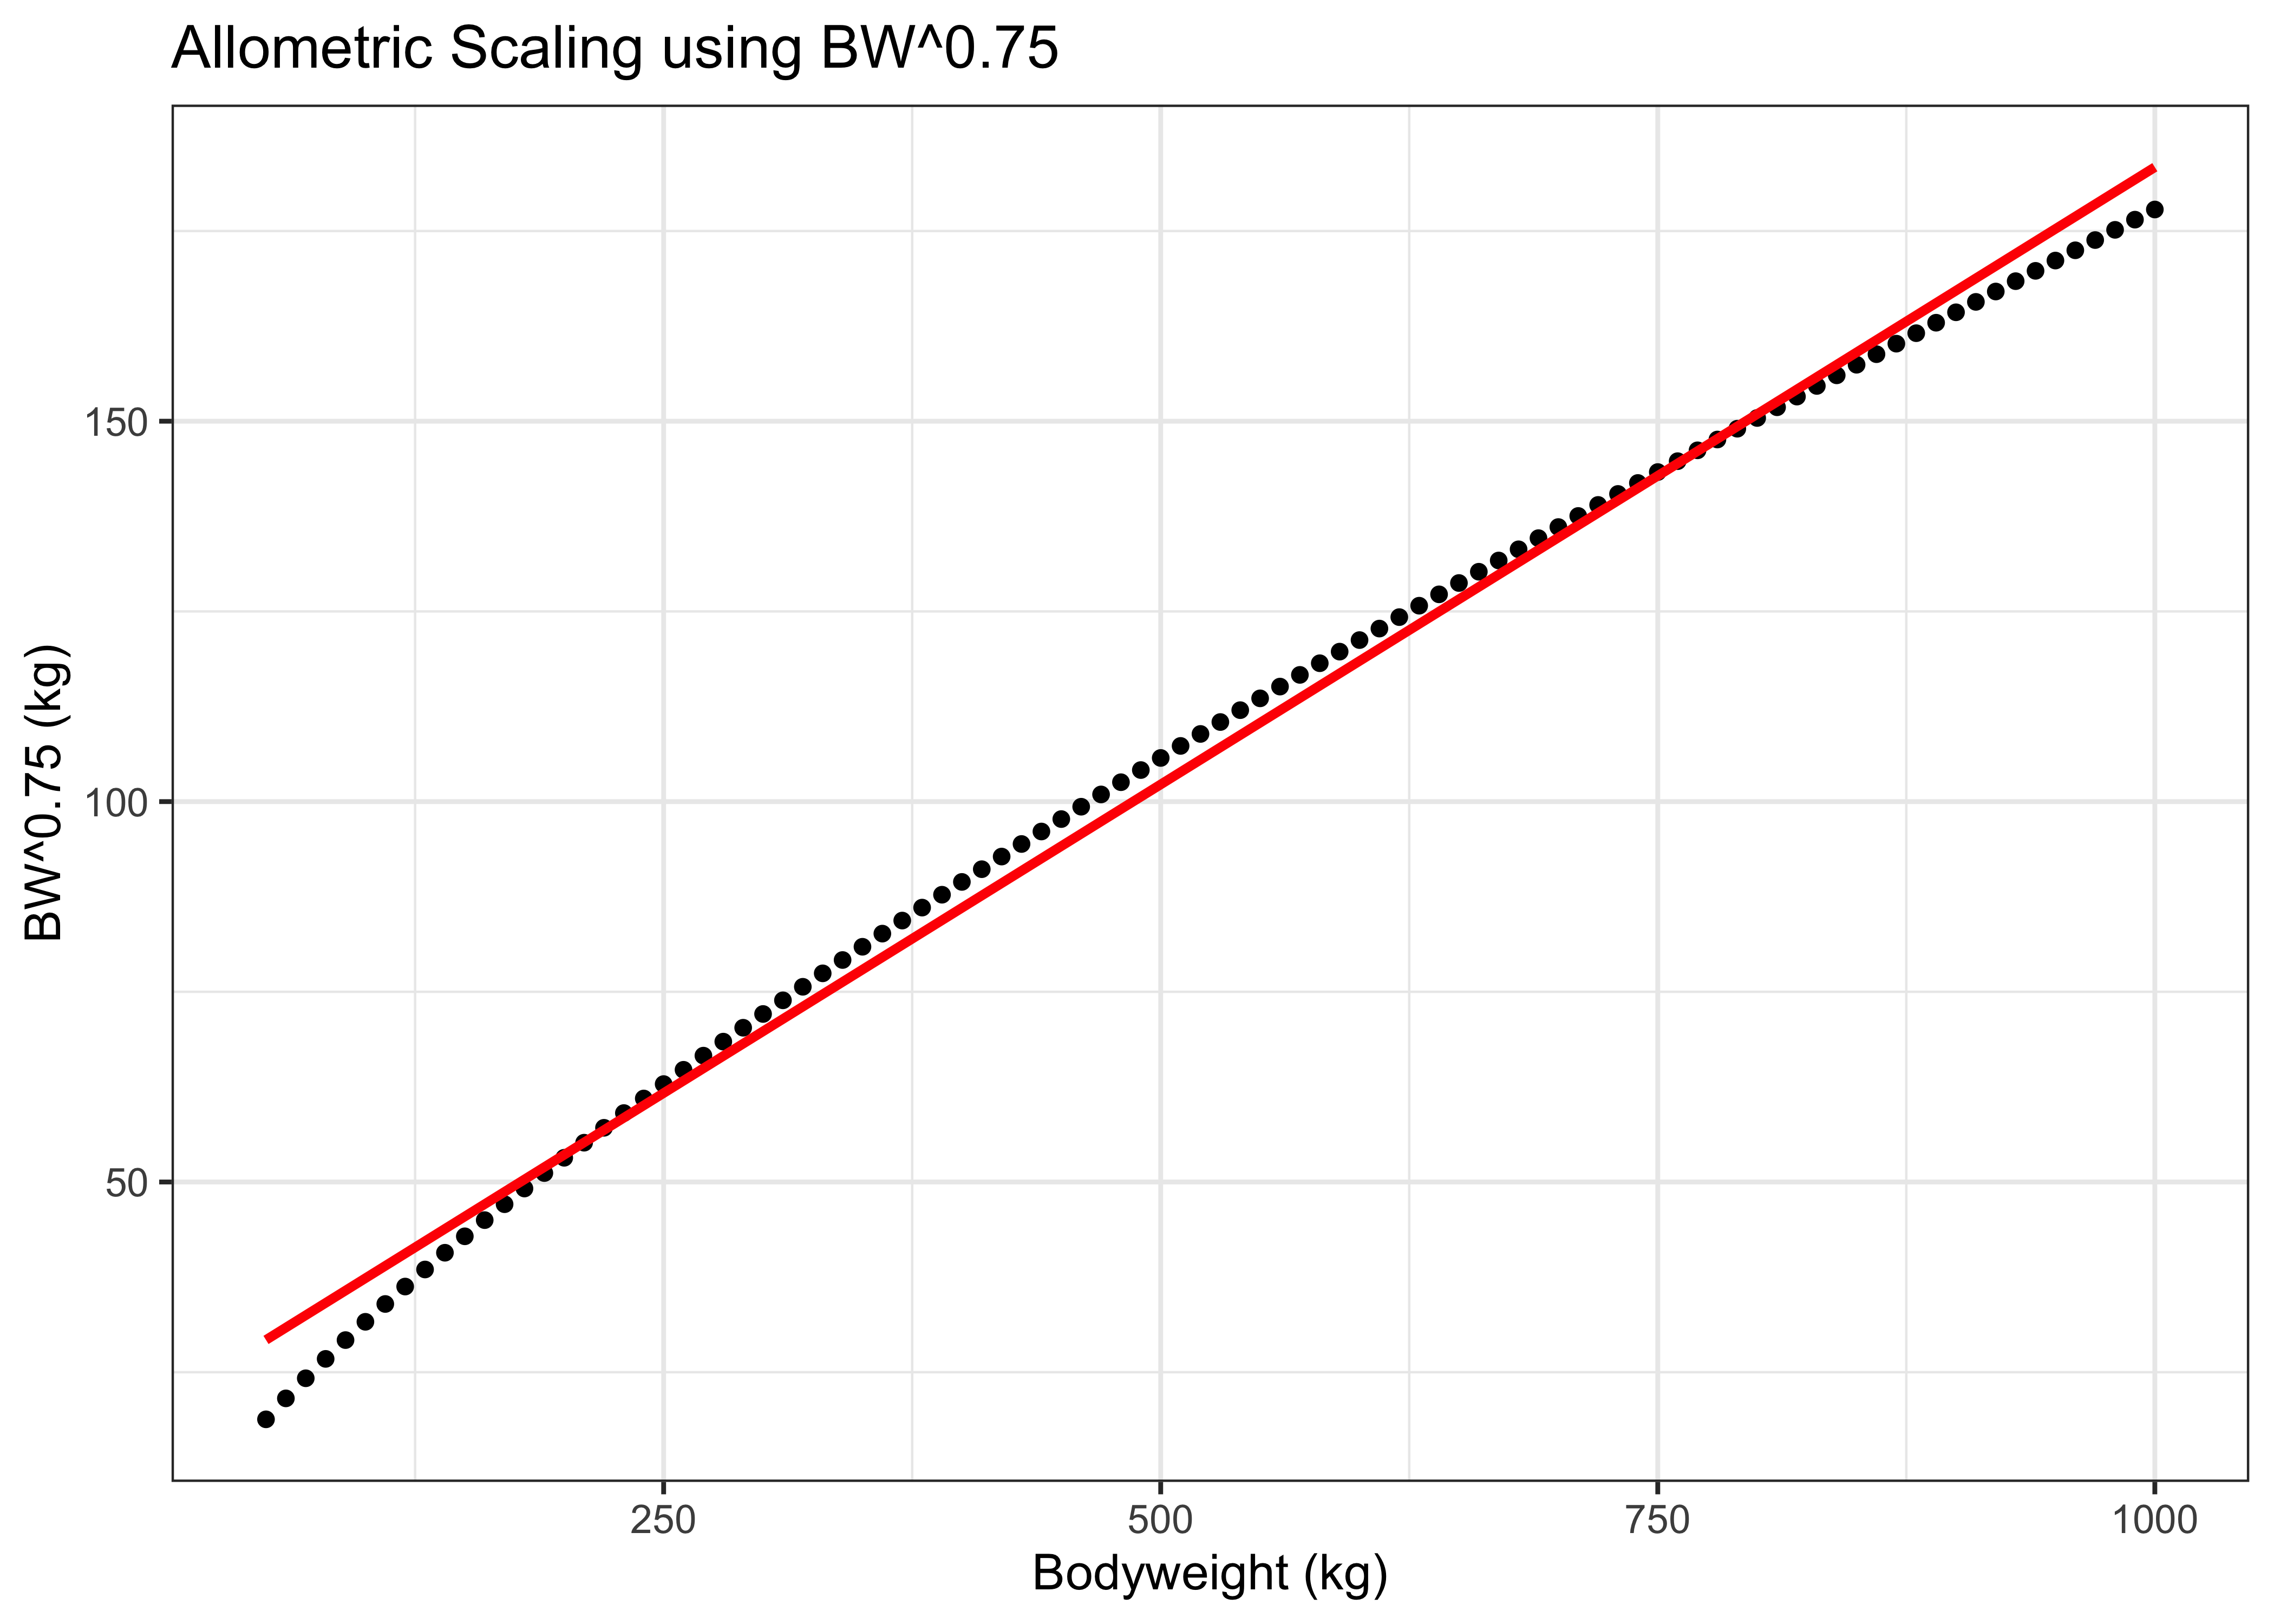 Allometric Scaling using BW^0.75
BW^0.75 (kg)
150
100
50
250 500 750 1000
Bodyweight (kg)